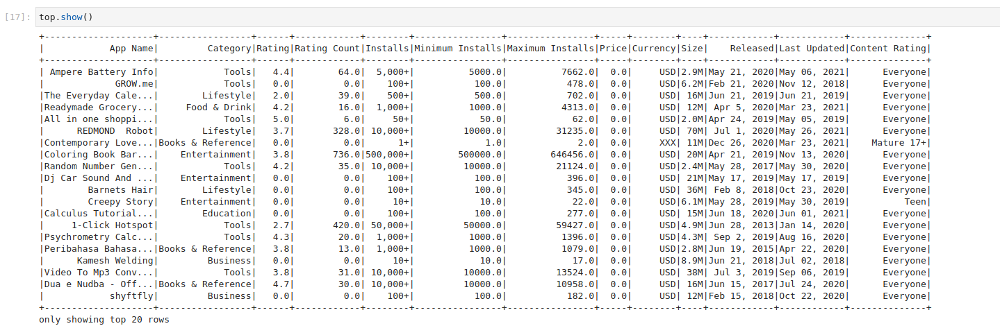 [17]: top.show()
+--------------------+-----------------+------+------------+--------+----------------+----------------+-----+--------+----+------------+------------+--------------+
|            App Name|         Category|Rating|Rating Count|Installs|Minimum Installs|Maximum Installs|Price|Currency|Size|    Released|Last Updated|Content Rating|
+--------------------+-----------------+------+------------+--------+----------------+----------------+-----+--------+----+------------+------------+--------------+
| Ampere Battery Info|            Tools|   4.4|        64.0|  5,000+|          5000.0|          7662.0|  0.0|     USD|2.9M|May 21, 2020|May 06, 2021|      Everyone|
|             GROW.me|            Tools|   0.0|         0.0|    100+|           100.0|           478.0|  0.0|     USD|6.2M|Feb 21, 2020|Nov 12, 2018|      Everyone|
|The Everyday Cale...|        Lifestyle|   2.0|        39.0|    500+|           500.0|           702.0|  0.0|     USD| 16M|Jun 21, 2019|Jun 21, 2019|      Everyone|
|Readymade Grocery...|     Food & Drink|   4.2|        16.0|  1,000+|          1000.0|          4313.0|  0.0|     USD| 12M| Apr 5, 2020|Mar 23, 2021|      Everyone|
|All in one shoppi...|            Tools|   5.0|         6.0|     50+|            50.0|            62.0|  0.0|     USD|2.0M|Apr 24, 2019|May 05, 2019|      Everyone|
|      REDMOND  Robot|        Lifestyle|   3.7|       328.0| 10,000+|         10000.0|         31235.0|  0.0|     USD| 70M| Jul 1, 2020|May 26, 2021|      Everyone|
|Contemporary Love...|Books & Reference|   0.0|         0.0|      1+|             1.0|             2.0|  0.0|     XXX| 11M|Dec 26, 2020|Mar 23, 2021|    Mature 17+|
|Coloring Book Bar...|    Entertainment|   3.8|       736.0|500,000+|        500000.0|        646456.0|  0.0|     USD| 20M|Apr 21, 2019|Nov 13, 2020|      Everyone|
|Random Number Gen...|            Tools|   4.2|        35.0| 10,000+|         10000.0|         21124.0|  0.0|     USD|2.4M|May 28, 2017|May 30, 2020|      Everyone|
|Dj Car Sound And ...|    Entertainment|   0.0|         0.0|    100+|           100.0|           396.0|  0.0|     USD| 21M|May 17, 2019|May 17, 2019|      Everyone|
|        Barnets Hair|        Lifestyle|   0.0|         0.0|    100+|           100.0|           345.0|  0.0|     USD| 36M| Feb 8, 2018|Oct 23, 2020|      Everyone|
|        Creepy Story|    Entertainment|   0.0|         0.0|     10+|            10.0|            22.0|  0.0|     USD|6.1M|May 28, 2019|May 30, 2019|          Teen|
|Calculus Tutorial...|        Education|   0.0|         0.0|    100+|           100.0|           277.0|  0.0|     USD| 15M|Jun 18, 2020|Jun 01, 2021|      Everyone|
|     1-Click Hotspot|            Tools|   2.7|       420.0| 50,000+|         50000.0|         59427.0|  0.0|     USD|4.9M|Jun 28, 2013|Jan 14, 2020|      Everyone|
|Psychrometry Calc...|            Tools|   4.3|        20.0|  1,000+|          1000.0|          1396.0|  0.0|     USD|4.3M| Sep 2, 2019|Aug 16, 2020|      Everyone|
|Peribahasa Bahasa...|Books & Reference|   3.8|        13.0|  1,000+|          1000.0|          1079.0|  0.0|     USD|2.8M|Jun 19, 2015|Apr 22, 2020|      Everyone|
|      Kamesh Welding|         Business|   0.0|         0.0|     10+|            10.0|            17.0|  0.0|     USD|8.9M|Jun 21, 2018|Jul 02, 2018|      Everyone|
|Video To Mp3 Conv...|            Tools|   3.8|        31.0| 10,000+|         10000.0|         13524.0|  0.0|     USD| 38M| Jul 3, 2019|Sep 06, 2019|      Everyone|
|Dua e Nudba - Off...|Books & Reference|   4.7|        30.0| 10,000+|         10000.0|         10958.0|  0.0|     USD| 16M|Jun 15, 2017|Jul 24, 2020|      Everyone|
|            shyftfly|         Business|   0.0|         0.0|    100+|           100.0|           182.0|  0.0|     USD| 12M|Feb 15, 2018|Oct 22, 2020|      Everyone|
+--------------------+-----------------+------+------------+--------+----------------+----------------+-----+--------+----+------------+------------+--------------+
only showing top 20 rows